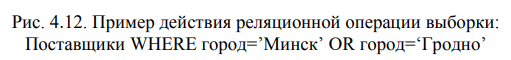 Рис. 4.12. Пример действия реляционной операции выборки:
Поставщики WHERE город=’Минск’ OR город=‘Гродно’